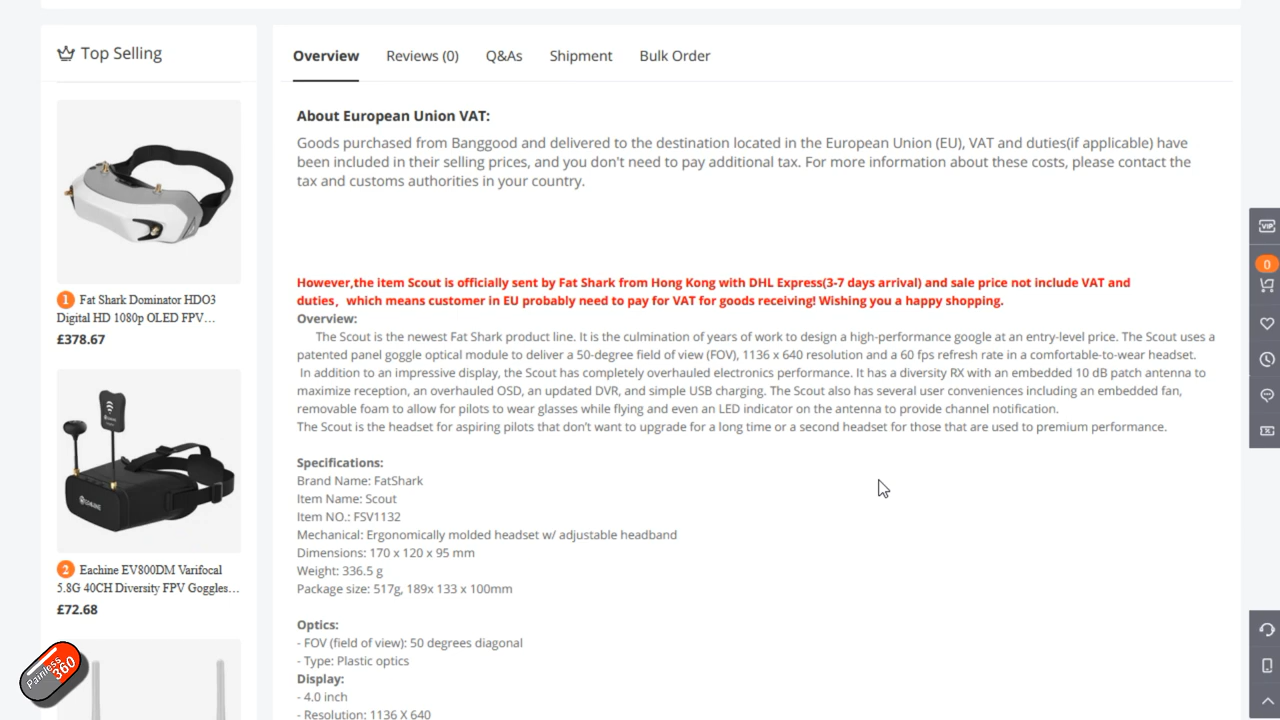 Top Selling
1 Fat Shark Dominator HDO3
Digital HD 1080p OLED FPV...
£378.67
2 Eachine EV800DM Varifocal
5.8G 40CH Diversity FPV Goggles...
£72.68
Painless
360
Overview Reviews (0) Q&As Shipment Bulk Order
About European Union VAT:
Goods purchased from Banggood and delivered to the destination located in the European Union (EU), VAT and duties(if applicable) have
been included in their selling prices, and you don't need to pay additional tax. For more information about these costs, please contact the
tax and customs authorities in your country.
However,the item Scout is officially sent by Fat Shark from Hong Kong with DHL Express(3-7 days arrival) and sale price not include VAT and
duties，which means customer in EU probably need to pay for VAT for goods receiving! Wishing you a happy shopping.
Overview:
The Scout is the newest Fat Shark product line. It is the culmination of years of work to design a high-performance google at an entry-level price. The Scout uses a
patented panel goggle optical module to deliver a 50-degree field of view (FOV), 1136 x 640 resolution and a 60 fps refresh rate in a comfortable-to-wear headset.
In addition to an impressive display, the Scout has completely overhauled electronics performance. It has a diversity RX with an embedded 10 dB patch antenna to
maximize reception, an overhauled OSD, an updated DVR, and simple USB charging. The Scout also has several user conveniences including an embedded fan,
removable foam to allow for pilots to wear glasses while flying and even an LED indicator on the antenna to provide channel notification.
The Scout is the headset for aspiring pilots that don't want to upgrade for a long time or a second headset for those that are used to premium performance.
Specifications:
Brand Name: FatShark
Item Name: Scout
Item NO.: FSV1132
Mechanical: Ergonomically molded headset w/ adjustable headband
Dimensions: 170 x 120 x 95 mm
Weight: 336.5 g
Package size: 517g, 189x 133 x 100mm
Optics:
- FOV (field of view): 50 degrees diagonal
- Type: Plastic optics
Display:
- 4.0 inch
- Resolution: 1136 X 640
VIP
0